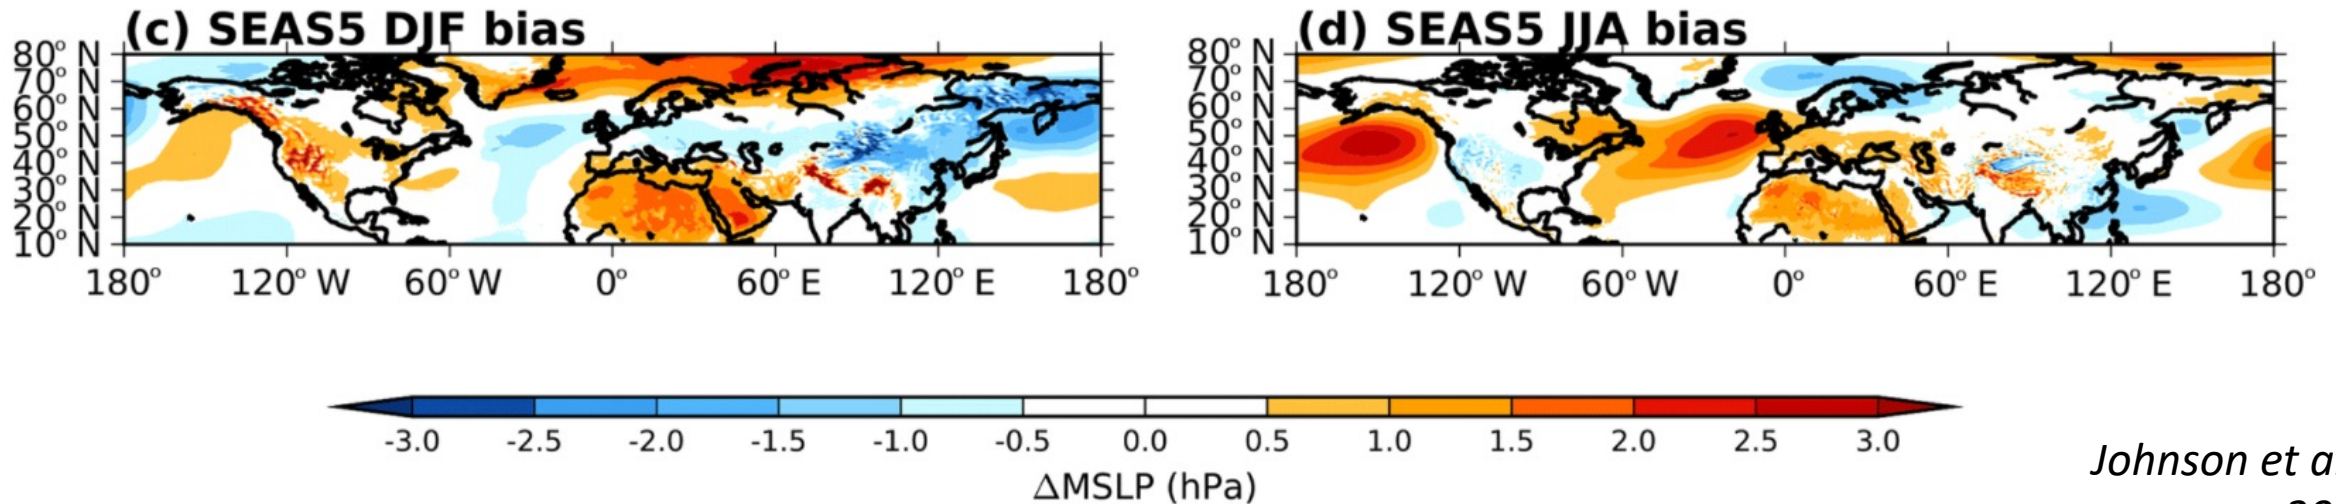 (c) SEAS5 DJF bias
80° N
70° N
60° N
50° N
40° N
30° N
20° N
10° N
180° 120° W 60° W 0° 60° E 120° E 180°
(d) SEAS5 JJA bias
80° N
70° N
60° N
50° N
40° N
30° N
20° N
10° N
180° 120° W 60° W 0° 60° E 120° E 180°
-3.0 -2.5 -2.0 -1.5 -1.0 -0.5 0.0 0.5 1.0 1.5 2.0 2.5 3.0
ΔMSLP (hPa)
Johnson et a